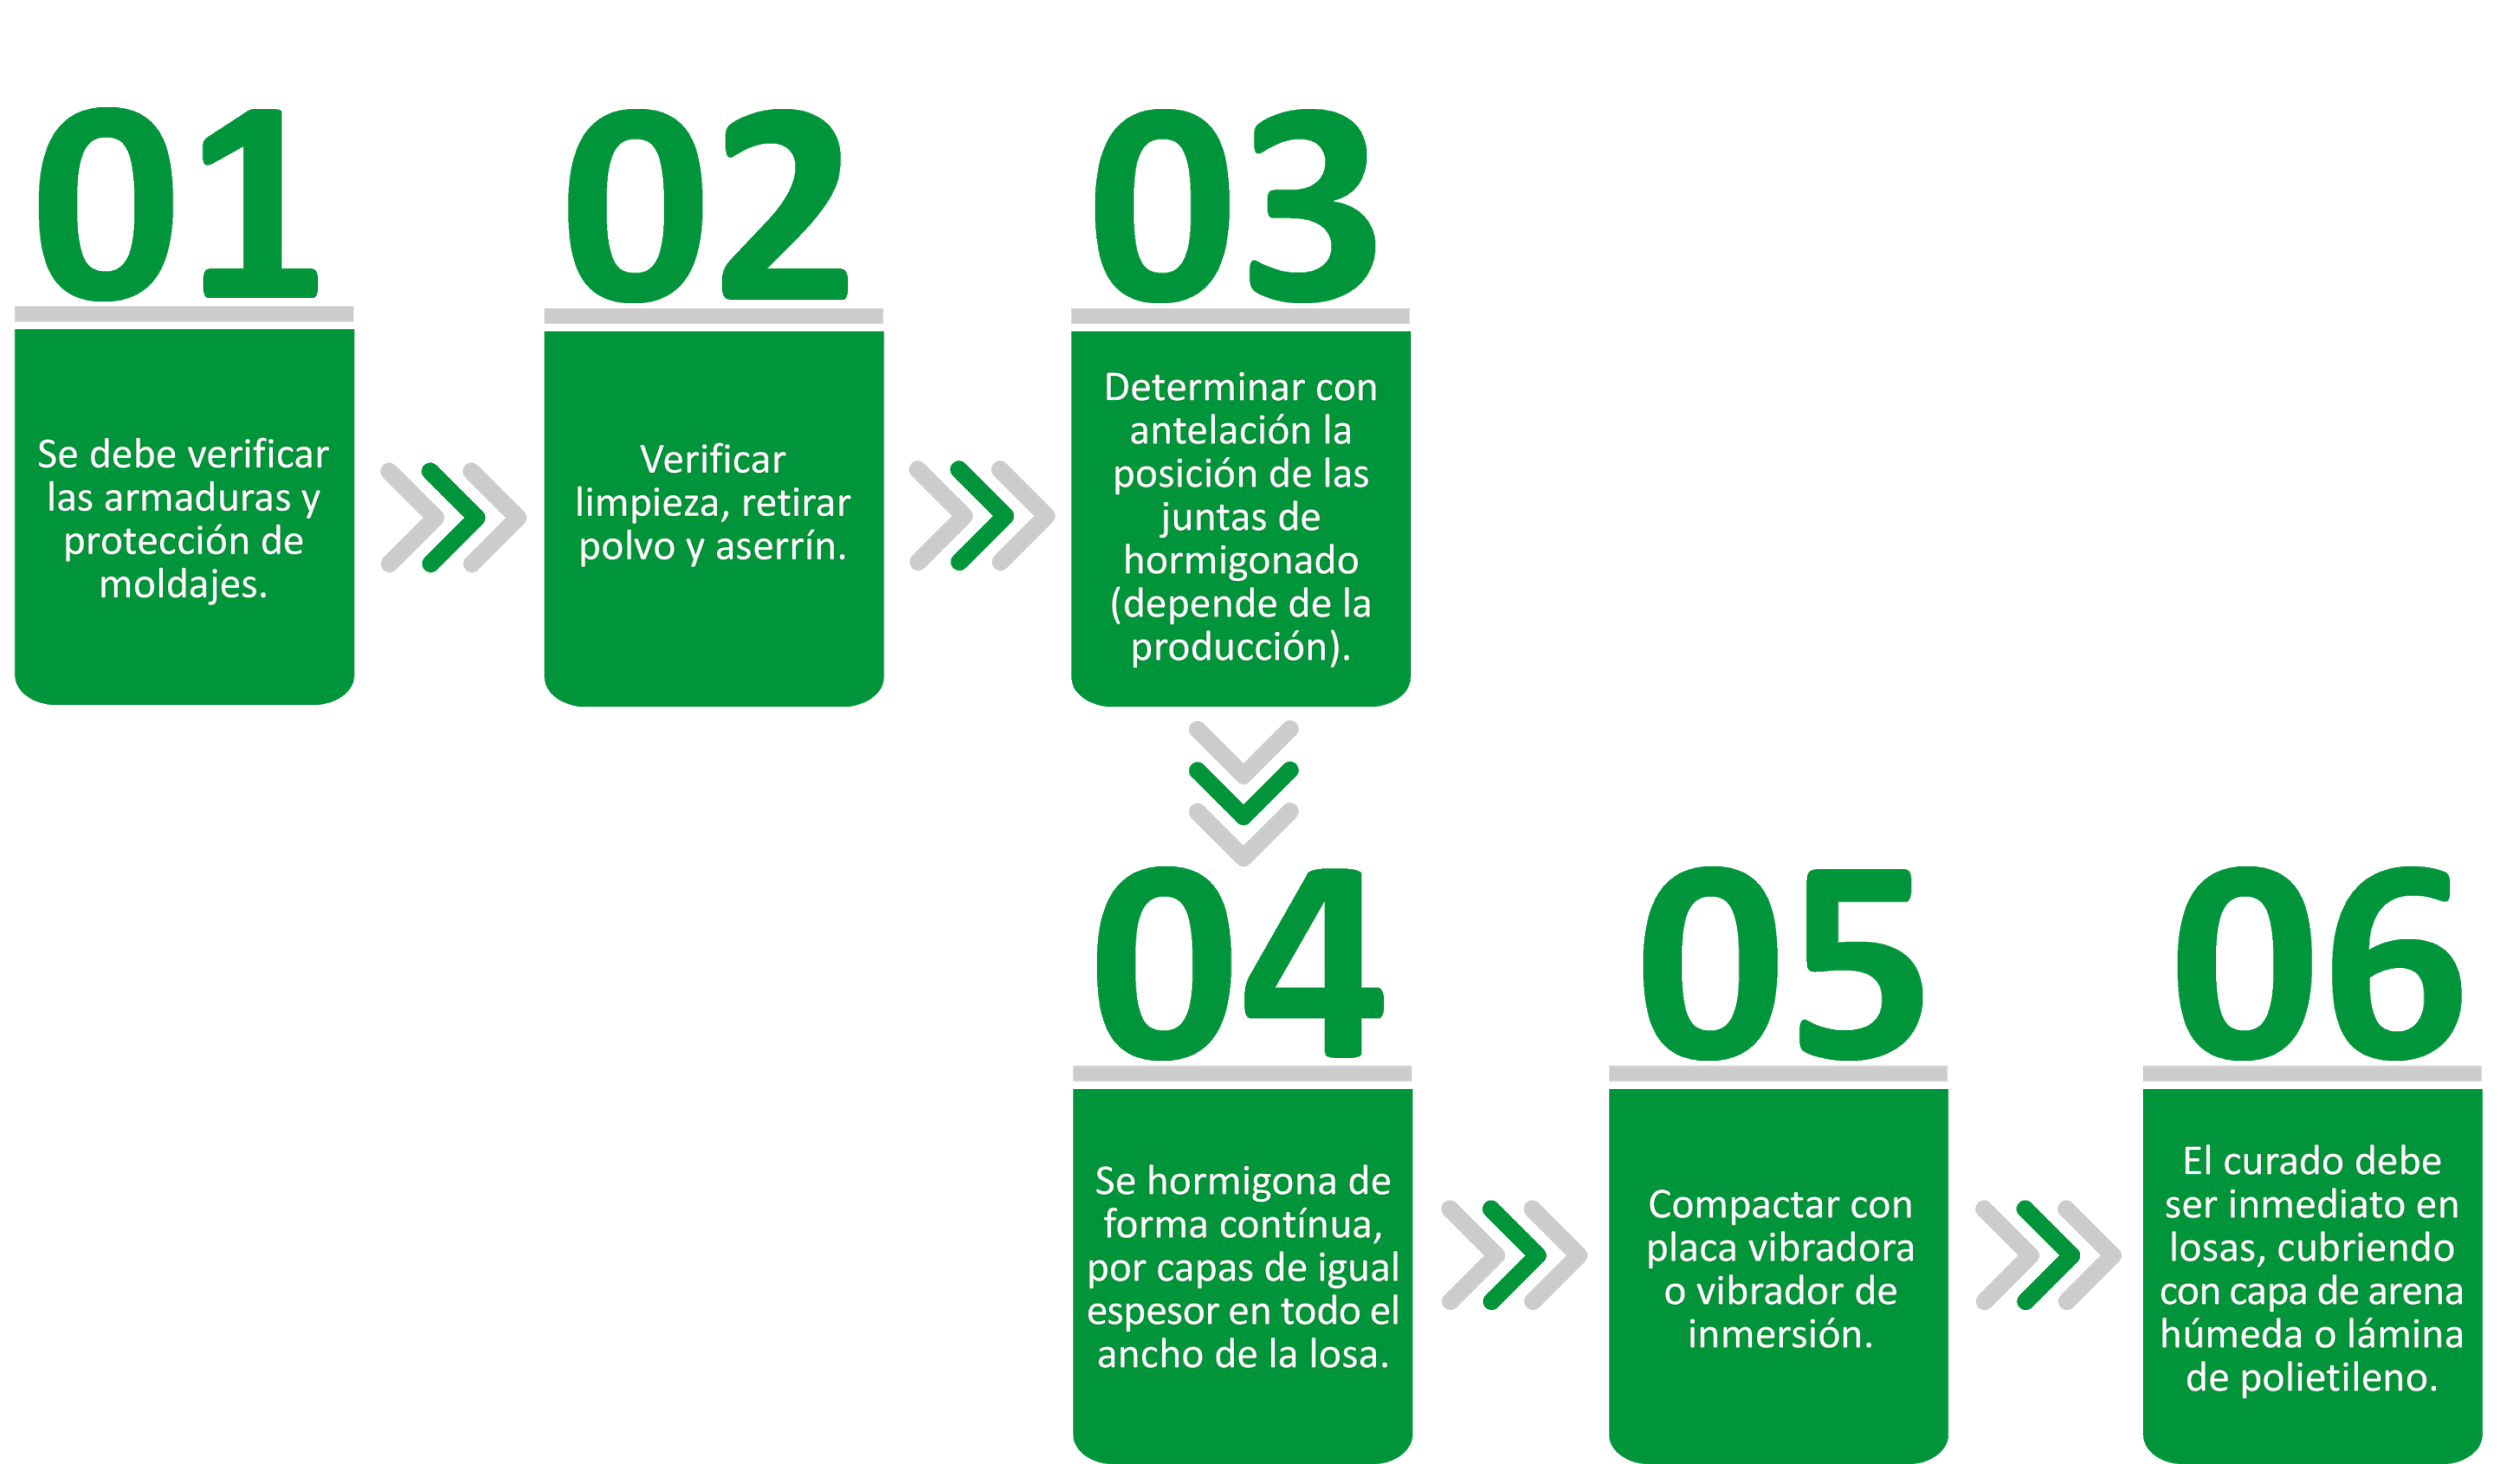 01
Se debe verificar
las armaduras y
protección de
moldajes.
02
Verificar
limpieza, retirar
polvo y aserrín.
03
Determinar con
antelación la
posición de las
juntas de
hormigonado
(depende de la
producción).
04
Se hormigona de
forma contínua,
por capas de igual
espesor en todo el
ancho de la losa.
05
Compactar con
placa vibradora
o vibrador de
inmersión.
06
El curado debe
ser inmediato en
losas, cubriendo
con capa de arena
húmeda o lámina
de polietileno.